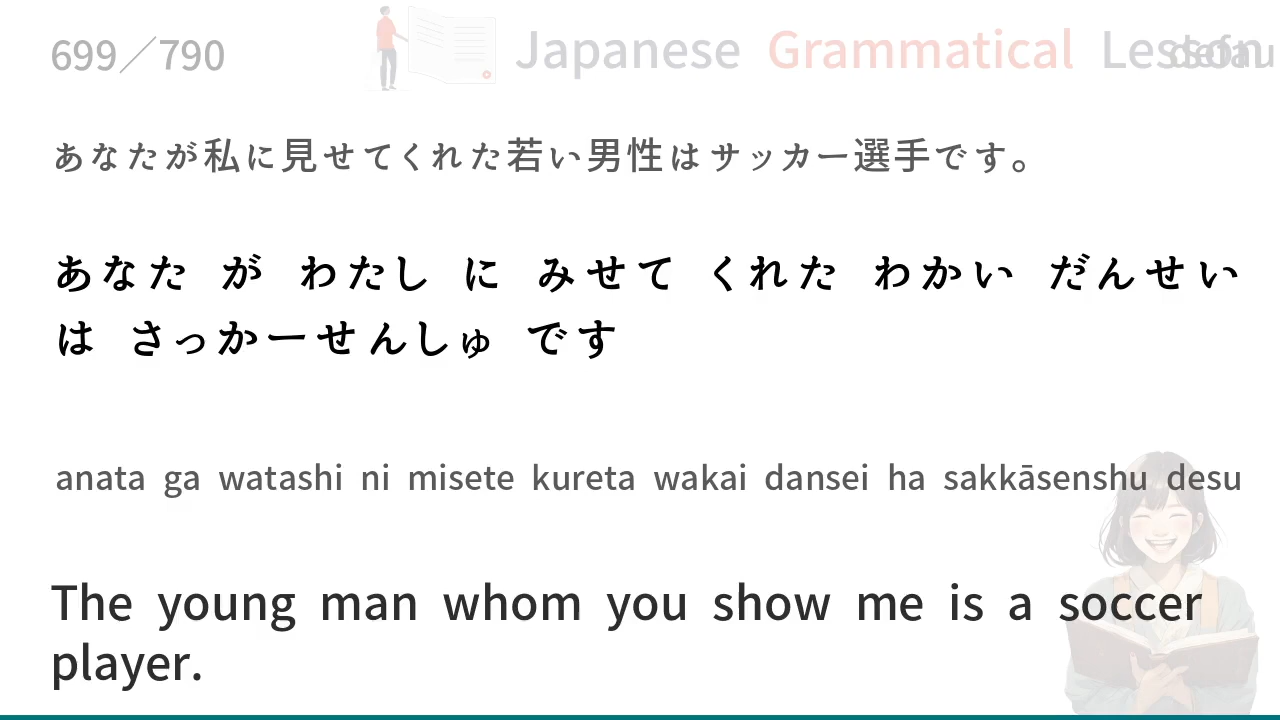 699／790
Japanese Grammatical Lesson
あなたが私に見せてくれた若い男性はサッカー選手です。
あなた が わたし に みせて くれた わかい だんせい
は さっかーせんしゅ です
anata ga watashi ni misete kureta wakai dansei ha sakkāsenshu desu
The young man whom you show me is a soccer
player.